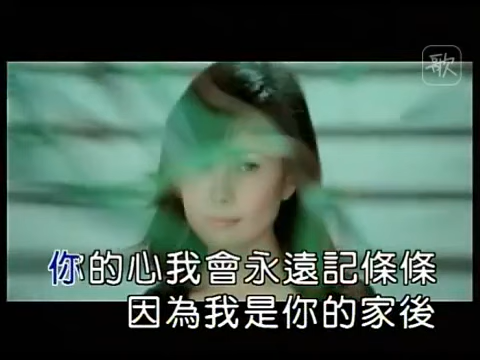 歌
你的心我會永遠記條條
因為我是你的家後